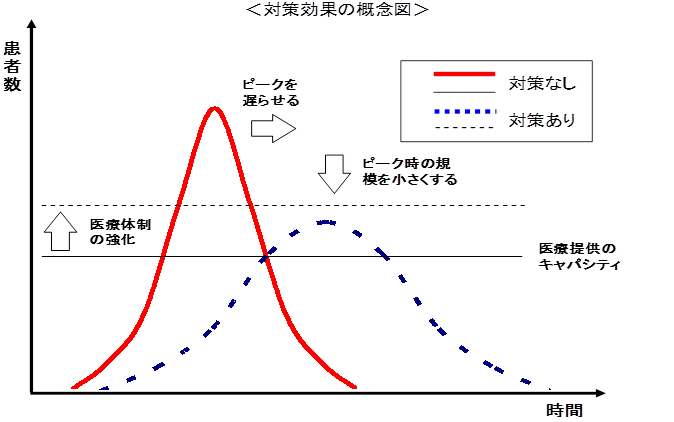 ＜対策効果の概念図＞
患者数
ピークを
遅らせる
対策なし
対策あり
ピーク時の規
模を小さくする
医療体制
の強化
医療提供の
キャパシティ
時間